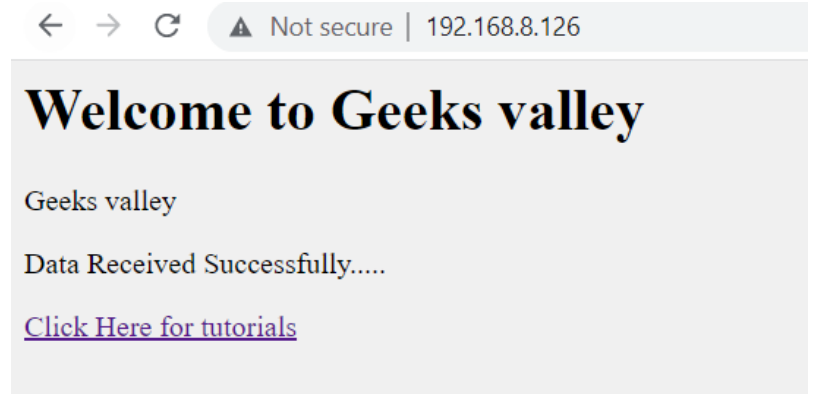 Not secure | 192.168.8.126
Welcome to Geeks valley
Geeks valley
Data Received Successfully.....
Click Here for tutorials